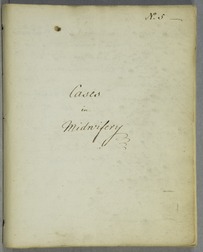 No. 5
Cases
in
Midwifery